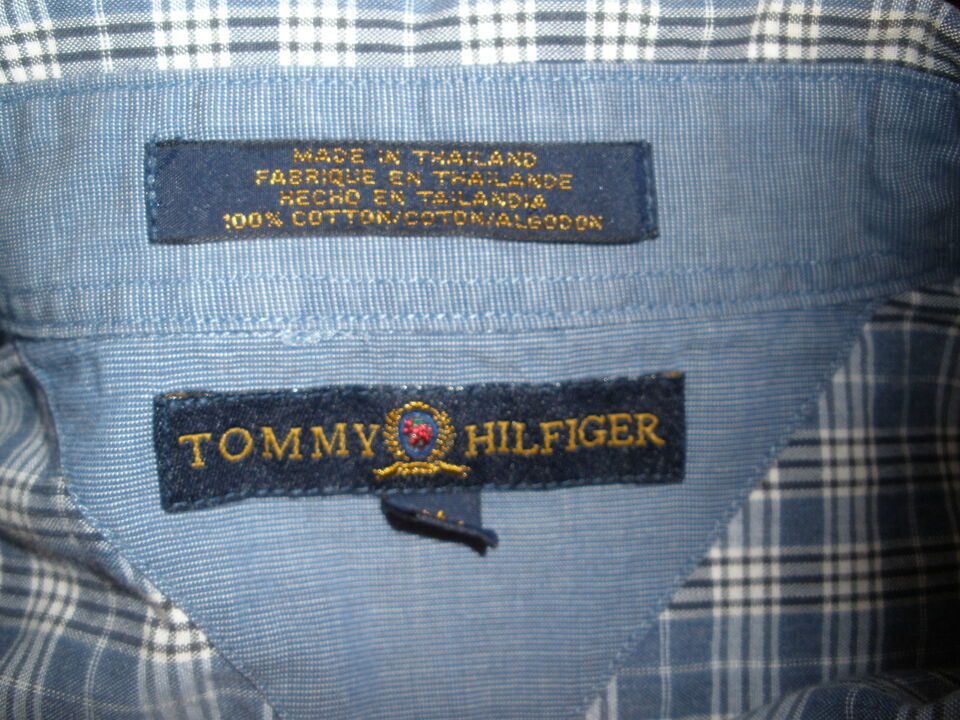 MADE IN THAILAND
FABRIQUE EN THAILANDE
HECHO EN TAILANDIA
100% COTTON/COTON/ALGODON
TOMMY HILFIGER